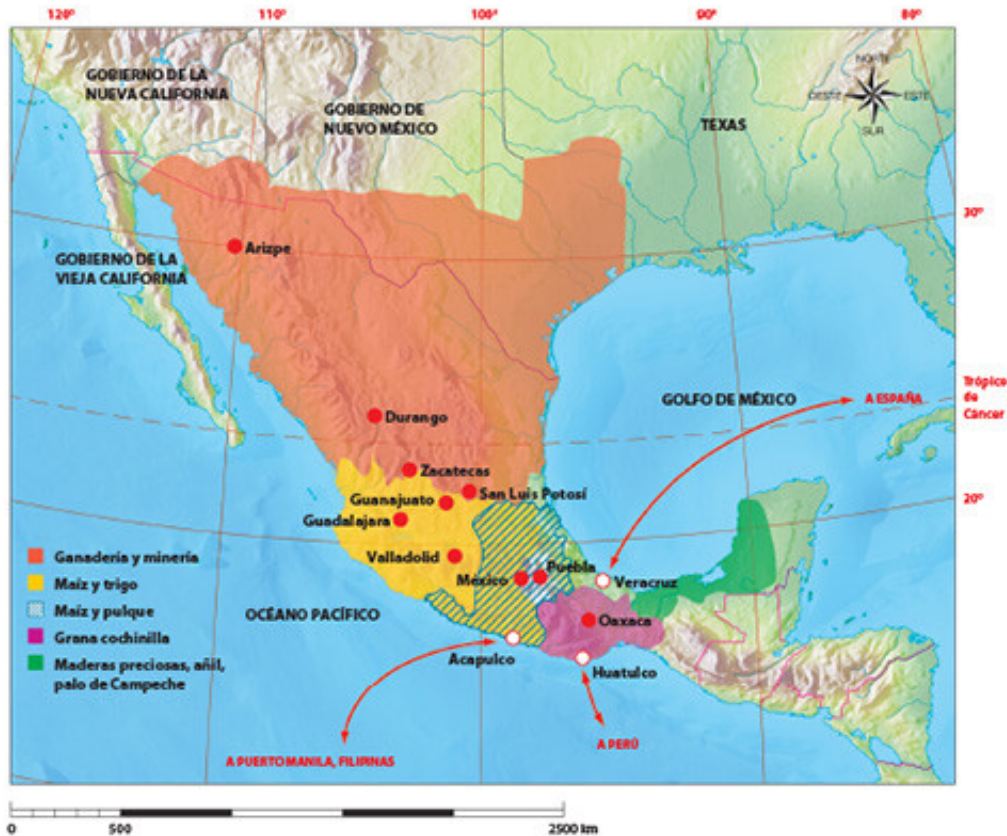 120º 110º 100º 90º 80º
GOBIERNO DE LA
NUEVA CALIFORNIA
GOBIERNO DE
NUEVO MÉXICO
TEXAS
NORTE
OESTE ESTE
SUR
30º
Arizpe
GOBIERNO DE LA
VIEJA CALIFORNIA
GOLFO DE MÉXICO
A ESPAÑA
Trópico
de
Cáncer
Durango
Zacatecas
San Luis Potosí
20º
Guanajuato
Guadalajara
Valladolid
México
Puebla
Veracruz
Oaxaca
Ganadería y minería
Maíz y trigo
Maíz y pulque
Grana cochinilla
Maderas preciosas, añil,
palo de Campeche
OCÉANO PACÍFICO
Acapulco
Huatulco
A PUERTO MANILA, FILIPINAS
A PERÚ
0 500 2500 km